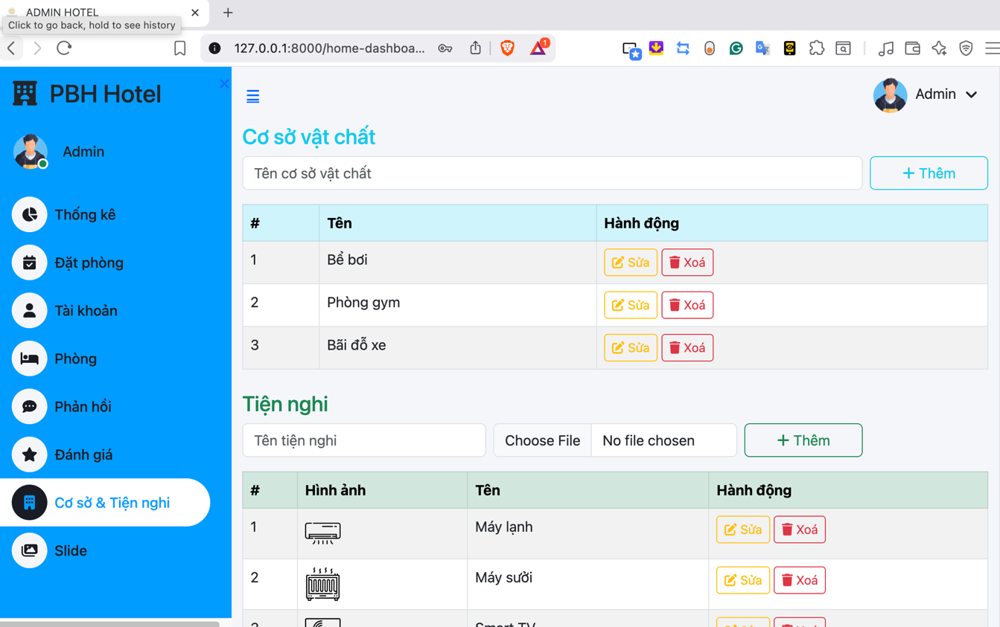 ADMIN HOTEL
Click to go back, hold to see history
127.0.0.1:8000/home-dashboa...
1
PBH Hotel
Admin
Admin
Thống kê
Đặt phòng
Tài khoản
Phòng
Phản hồi
Đánh giá
Cơ sở & Tiện nghi
Slide
Cơ sở vật chất
Tên cơ sở vật chất
+ Thêm
# Tên Hành động
1 Bể bơi Sửa Xoá
2 Phòng gym Sửa Xoá
3 Bãi đỗ xe Sửa Xoá
Tiện nghi
Tên tiện nghi Choose File No file chosen + Thêm
# Hình ảnh Tên Hành động
1 Máy lạnh Sửa Xoá
2 Máy sưởi Sửa Xoá
Smart TV